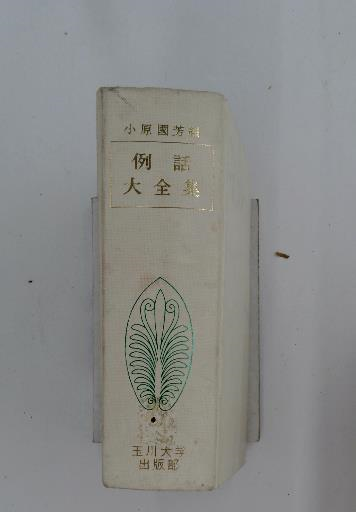 小原國芳編
例話
大全集
玉川大学
出版部